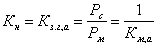 Kн = Kз.г,а = Pс / Pм = 1 / Kм,а